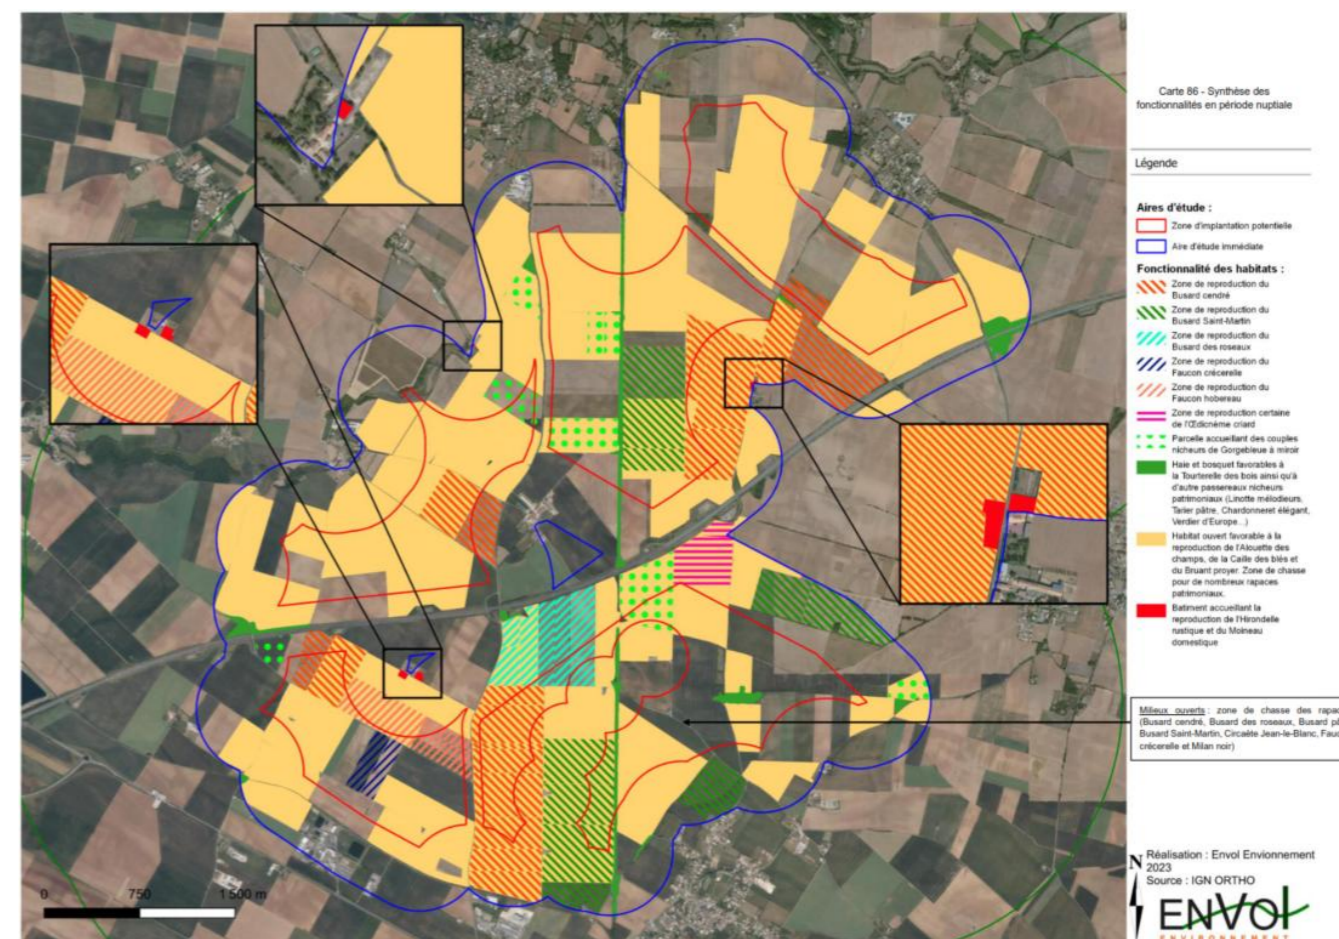 Carte 86 - Synthèse des
fonctionnalités en période nuptiale
Légende
Aires d'étude :
Zone d'implantation potentielle
Aire d'étude immédiate
Fonctionnalité des habitats :
Zone de reproduction du
Busard cendré
Zone de reproduction du
Busard Saint-Martin
Zone de reproduction du
Busard des roseaux
Zone de reproduction du
Faucon crécerelle
Zone de reproduction du
Faucon hobereau
Zone de reproduction certaine
de l'Œdicnème criard
Parcelle accueillant des couples
nicheurs de Gorgebleue à miroir
Haie et bosquet favorables à
la Tourterelle des bois ainsi qu'à
d'autre passereaux nicheurs
patrimoniaux (Linotte mélodieurs,
Tarier pâtre, Chardonneret élégant,
Verdier d'Europe...)
Habitat ouvert favorable à la
reproduction de l'Alouette des
champs, de la Caille des blés et
du Bruant proyer. Zone de chasse
pour de nombreux rapaces
patrimoniaux.
Batiment accueillant la
reproduction de l'Hirondelle
rustique et du Moineau
domestique
Milieux ouverts : zone de chasse des rapac
(Busard cendré, Busard des roseaux, Busard pâ
Busard Saint-Martin, Circaète Jean-le-Blanc, Fauc
crécerelle et Milan noir)
0 750 1 500 m
N
Réalisation : Envol Envionnement
2023
Source : IGN ORTHO
ENVOL
ENVIRONNEMENT